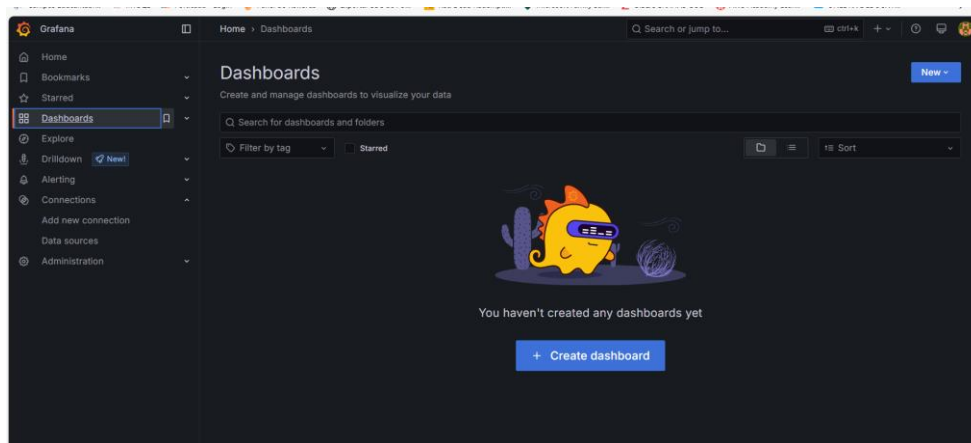 Grafana
Home › Dashboards
Search or jump to...
ctrl+k
Home
Bookmarks
Starred
Dashboards
Explore
Drilldown New!
Alerting
Connections
Add new connection
Data sources
Administration
Dashboards
New
Create and manage dashboards to visualize your data
Search for dashboards and folders
Filter by tag
Starred
Sort
You haven't created any dashboards yet
+ Create dashboard